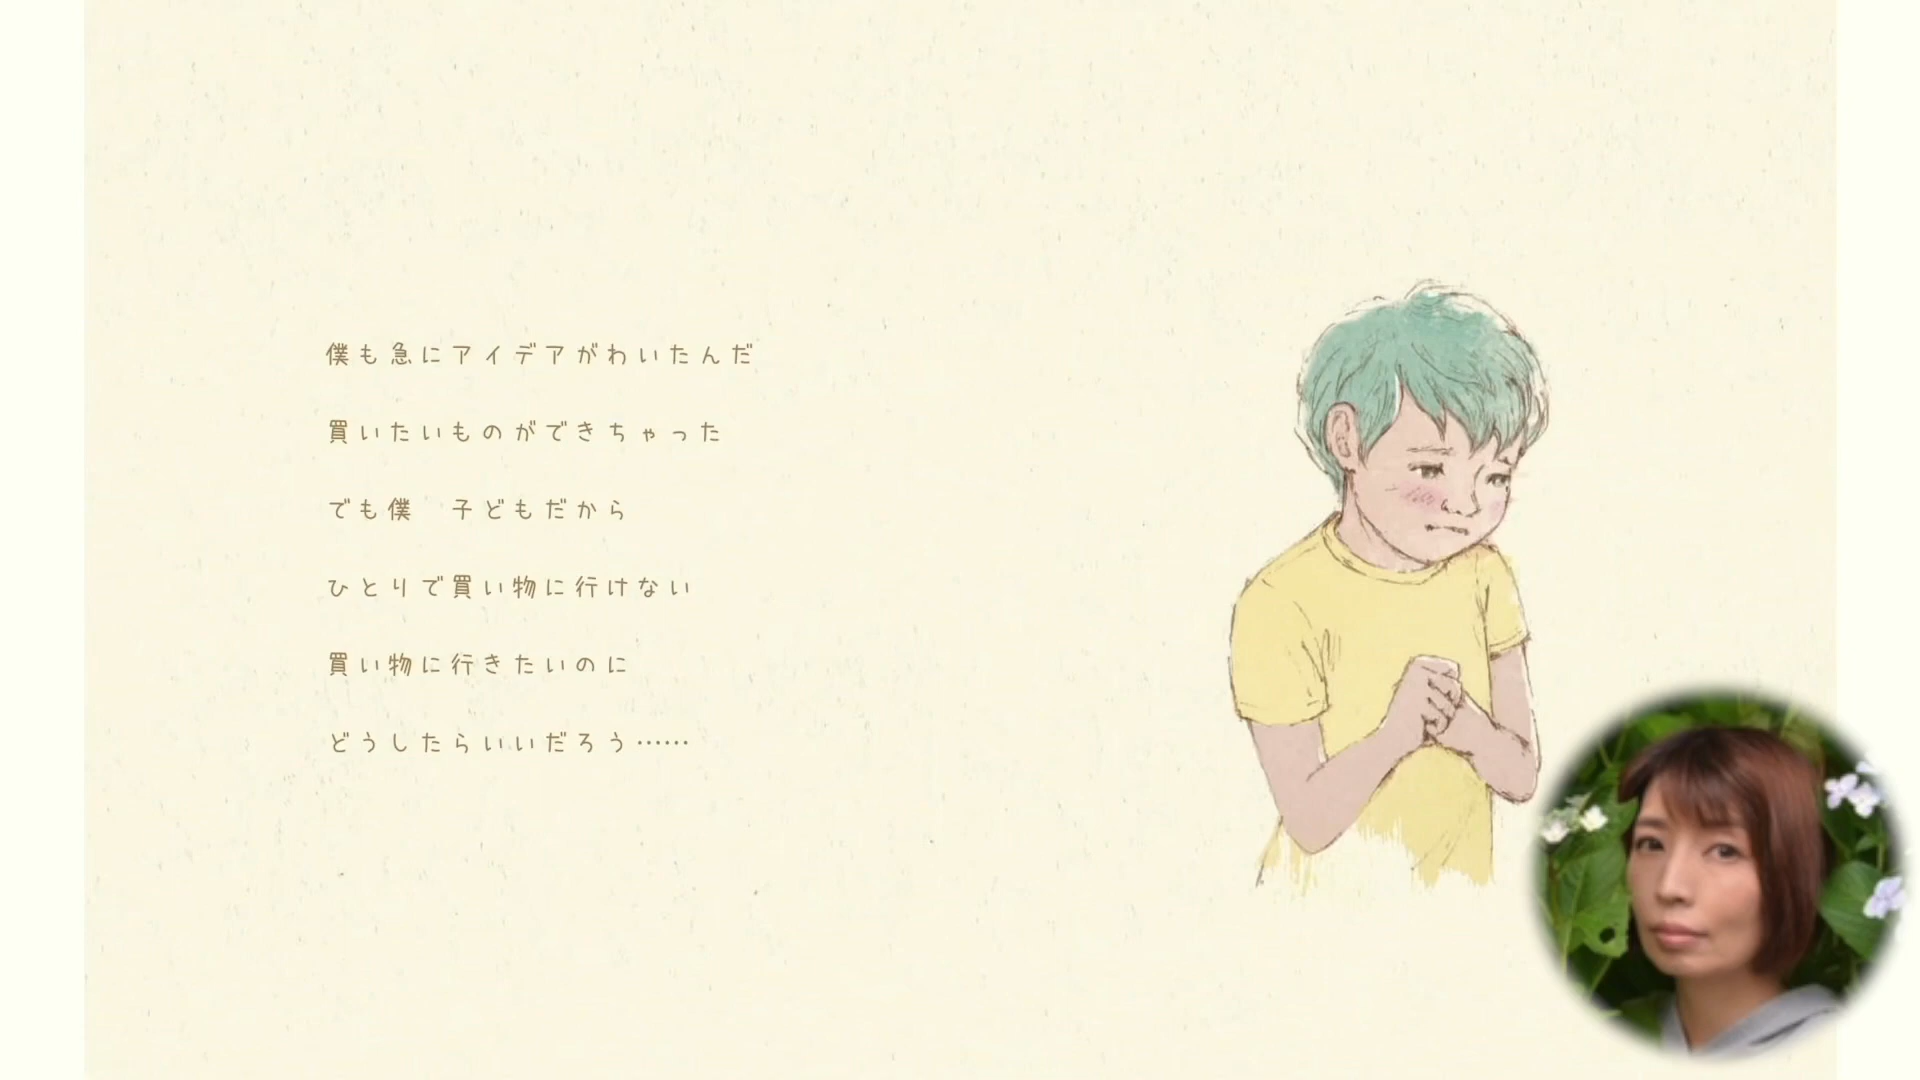 僕も急にアイデアがわいたんだ
買いたいものができちゃった
でも僕　子どもだから
ひとりで買い物に行けない
買い物に行きたいのに
どうしたらいいだろう……